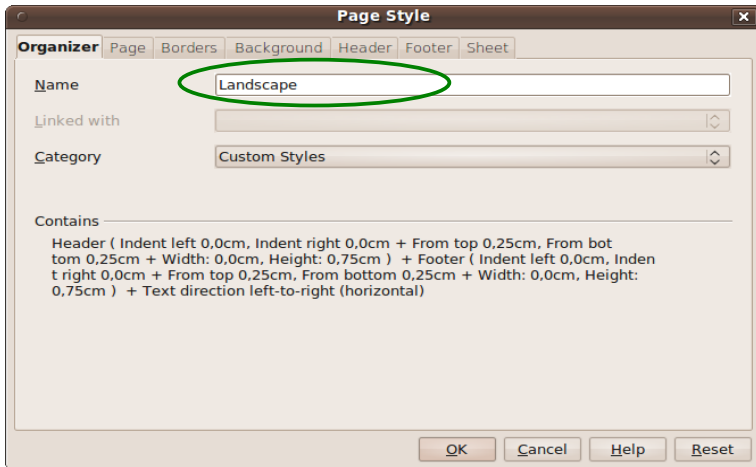 Page Style
Organizer Page Borders Background Header Footer Sheet
Name Landscape
Linked with
Category Custom Styles
Contains
Header ( Indent left 0,0cm, Indent right 0,0cm + From top 0,25cm, From bot
tom 0,25cm + Width: 0,0cm, Height: 0,75cm ) + Footer ( Indent left 0,0cm, Inden
t right 0,0cm + From top 0,25cm, From bottom 0,25cm + Width: 0,0cm, Height:
0,75cm ) + Text direction left-to-right (horizontal)
OK Cancel Help Reset